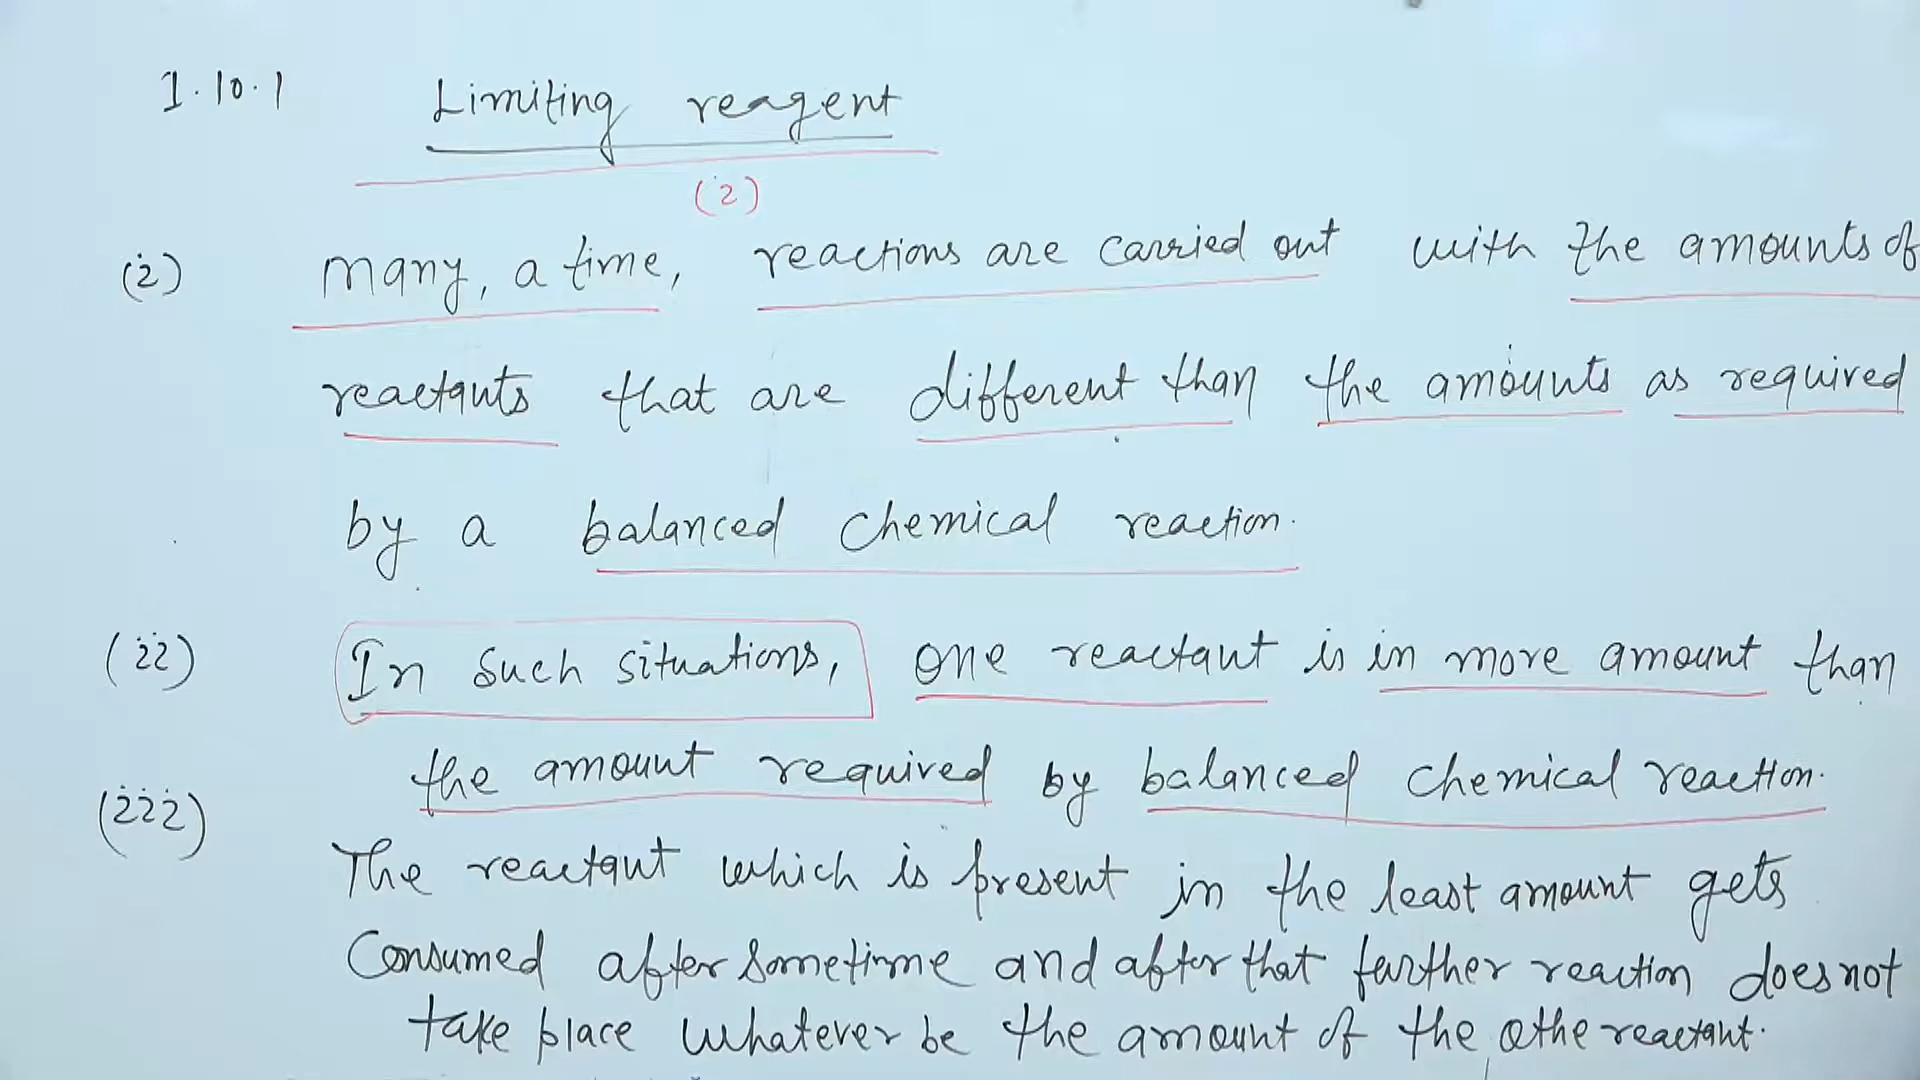 1.10.1 Limiting reagent
(i)
(i) many, a time, reactions are carried out with the amounts of
reactants that are different than the amounts as required
by a balanced chemical reaction.
(ii) In such situations, one reactant is in more amount than
the amount required by balanced chemical reaction.
(iii) The reactant which is present in the least amount gets
Consumed after sometime and after that further reaction does not
take place whatever be the amount of the othe reactant.